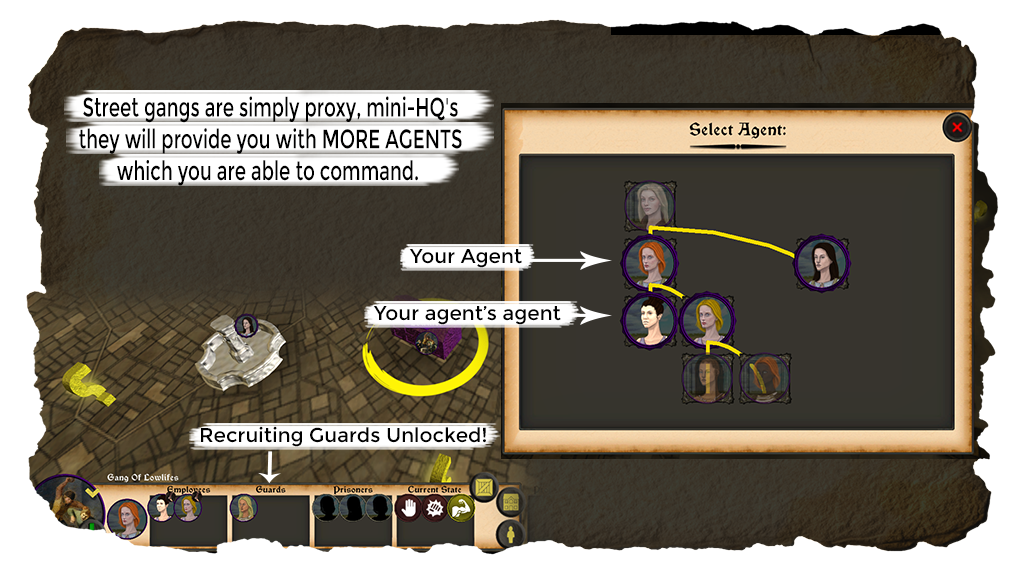 Street gangs are simply proxy, mini-HQ's
they will provide you with MORE AGENTS
which you are able to command.
Select Agent:
Your Agent
Your agent's agent
Recruiting Guards Unlocked!
Gang Of Lowlifes
Employees
Guards
Prisoners
Current State